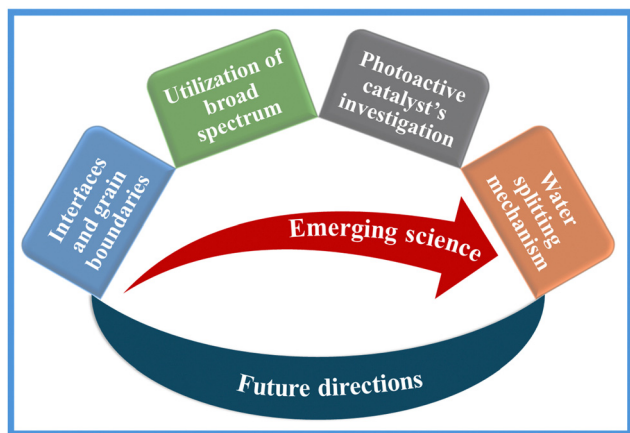 Interfaces
and grain
boundaries
Utilization of
broad
spectrum
Photoactive
catalyst's
investigation
Water
splitting
mechanism
Emerging science
Future directions